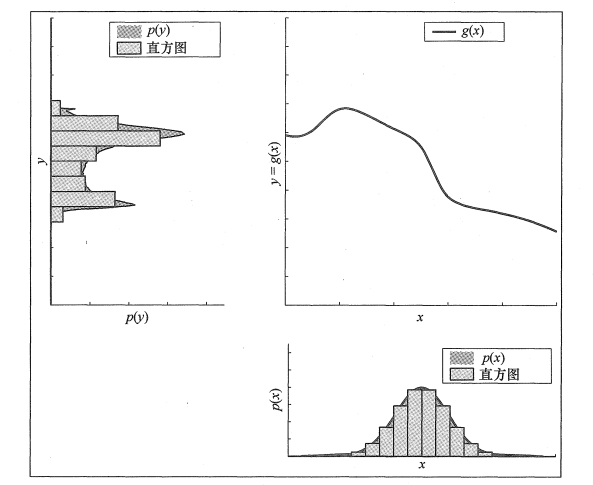 p(y)
直方图
y
p(y)
g(x)
y = g(x)
x
p(x)
直方图
p(x)
x